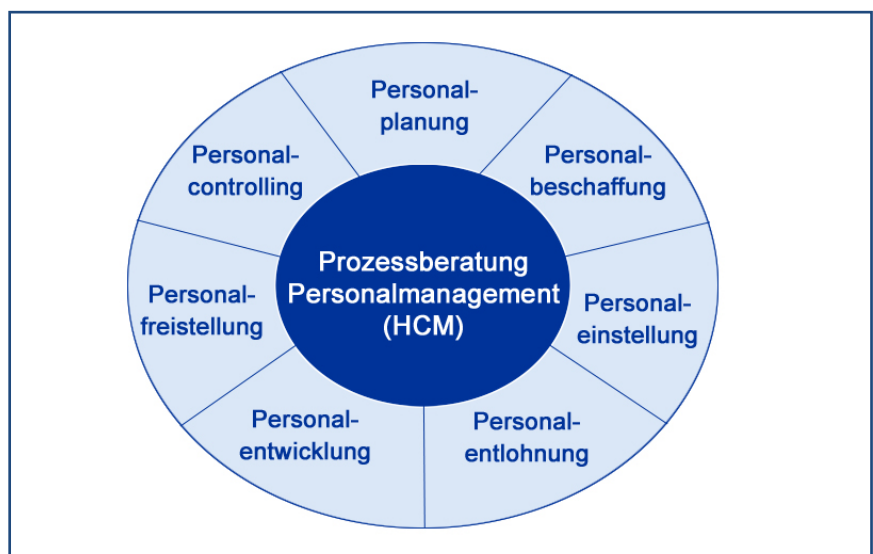 Personal-
planung
Personal-
beschaffung
Personal-
einstellung
Personal-
entlohnung
Personal-
entwicklung
Personal-
freistellung
Personal-
controlling
Prozessberatung
Personalmanagement
(HCM)